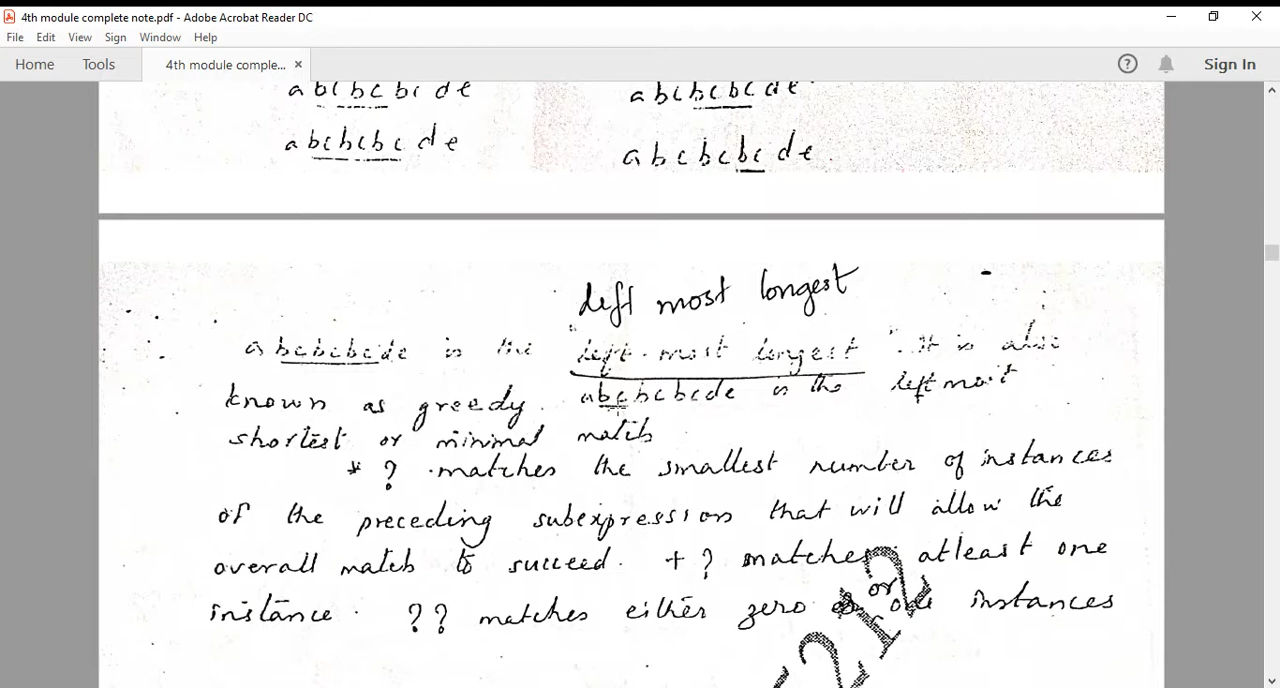 4th module complete note.pdf - Adobe Acrobat Reader DC
File Edit View Sign Window Help
Home Tools 4th module comple... × ? Sign In
abcbcbcde abcbcbcde
abcbcbcde abcbcbcde.
left most longest
abcbcbcde is the "left most longest". It is also
known as greedy. abcbcbcde is the left most
shortest or minimal match
*? matches the smallest number of instances
of the preceding subexpression that will allow the
overall match to succeed. +? matches atleast one
instance. ?? matches either zero or one instances